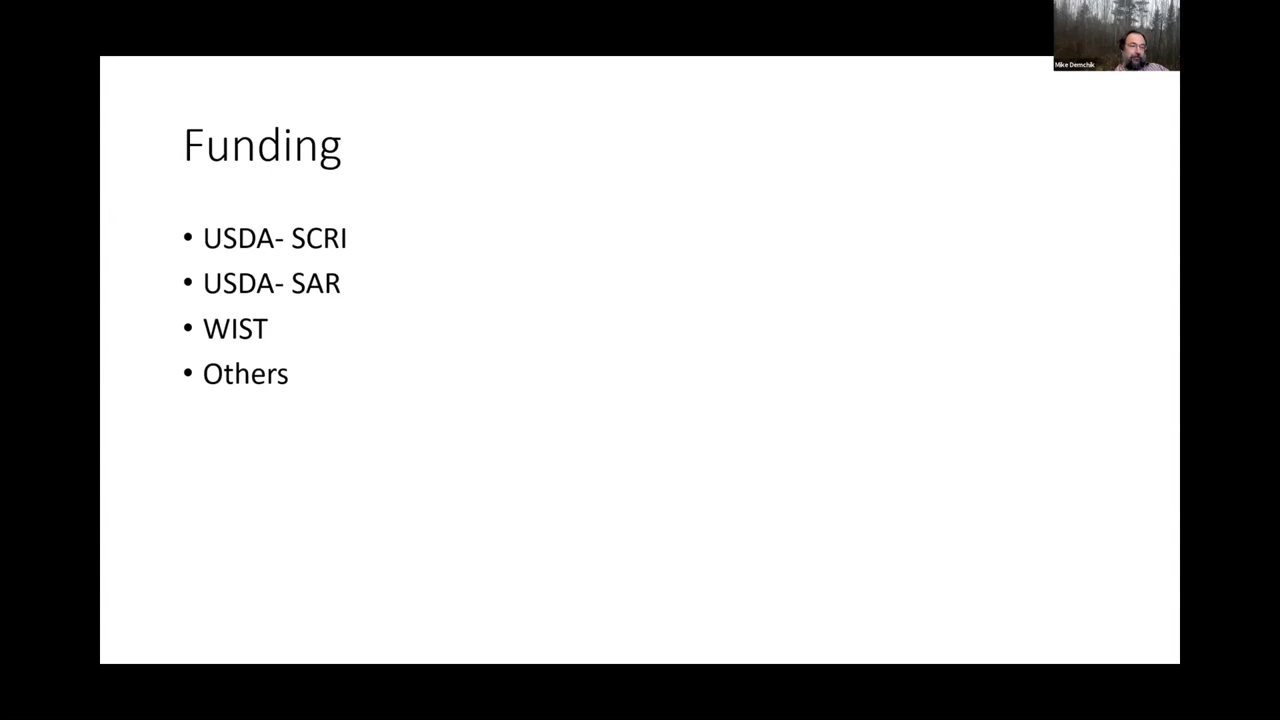 Mike Demchik
Funding
• USDA- SCRI
• USDA- SAR
• WIST
• Others